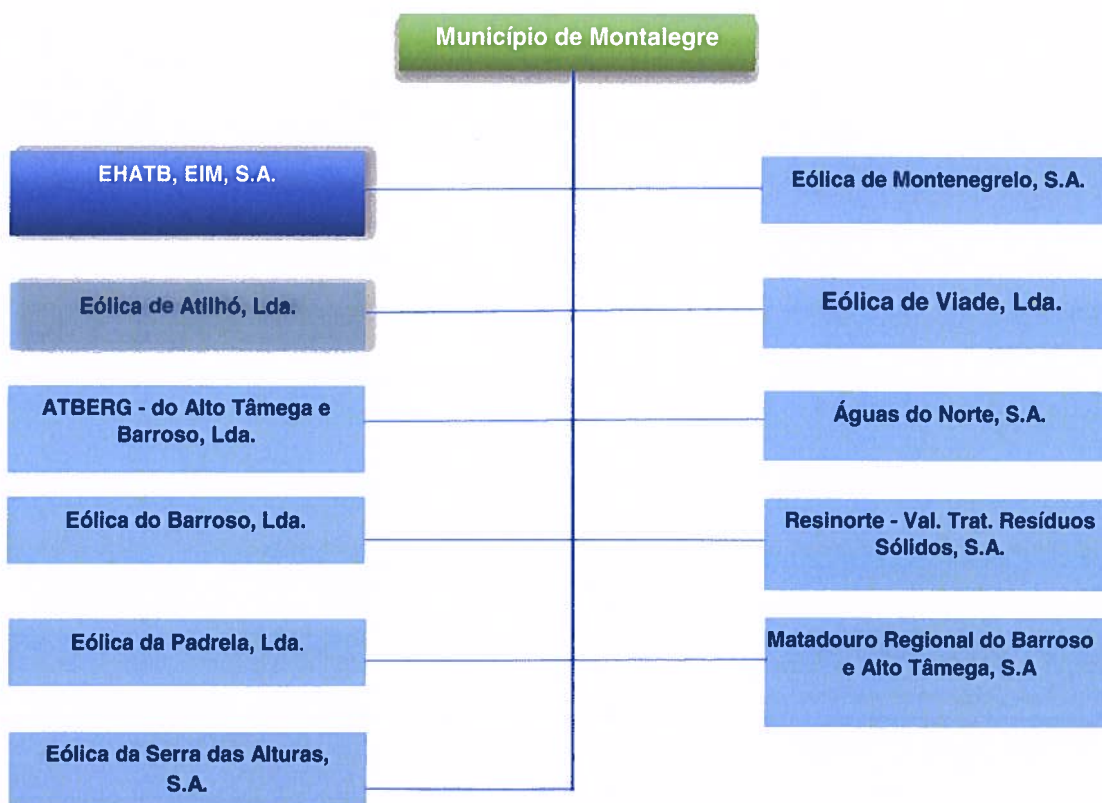 Município de Montalegre
EHATB, EIM, S.A.
Eólica de Montenegrelo, S.A.
Eólica de Atilhó, Lda.
Eólica de Viade, Lda.
ATBERG - do Alto Tâmega e
Barroso, Lda.
Águas do Norte, S.A.
Eólica do Barroso, Lda.
Resinorte - Val. Trat. Resíduos
Sólidos, S.A.
Eólica da Padrela, Lda.
Matadouro Regional do Barroso
e Alto Tâmega, S.A
Eólica da Serra das Alturas,
S.A.